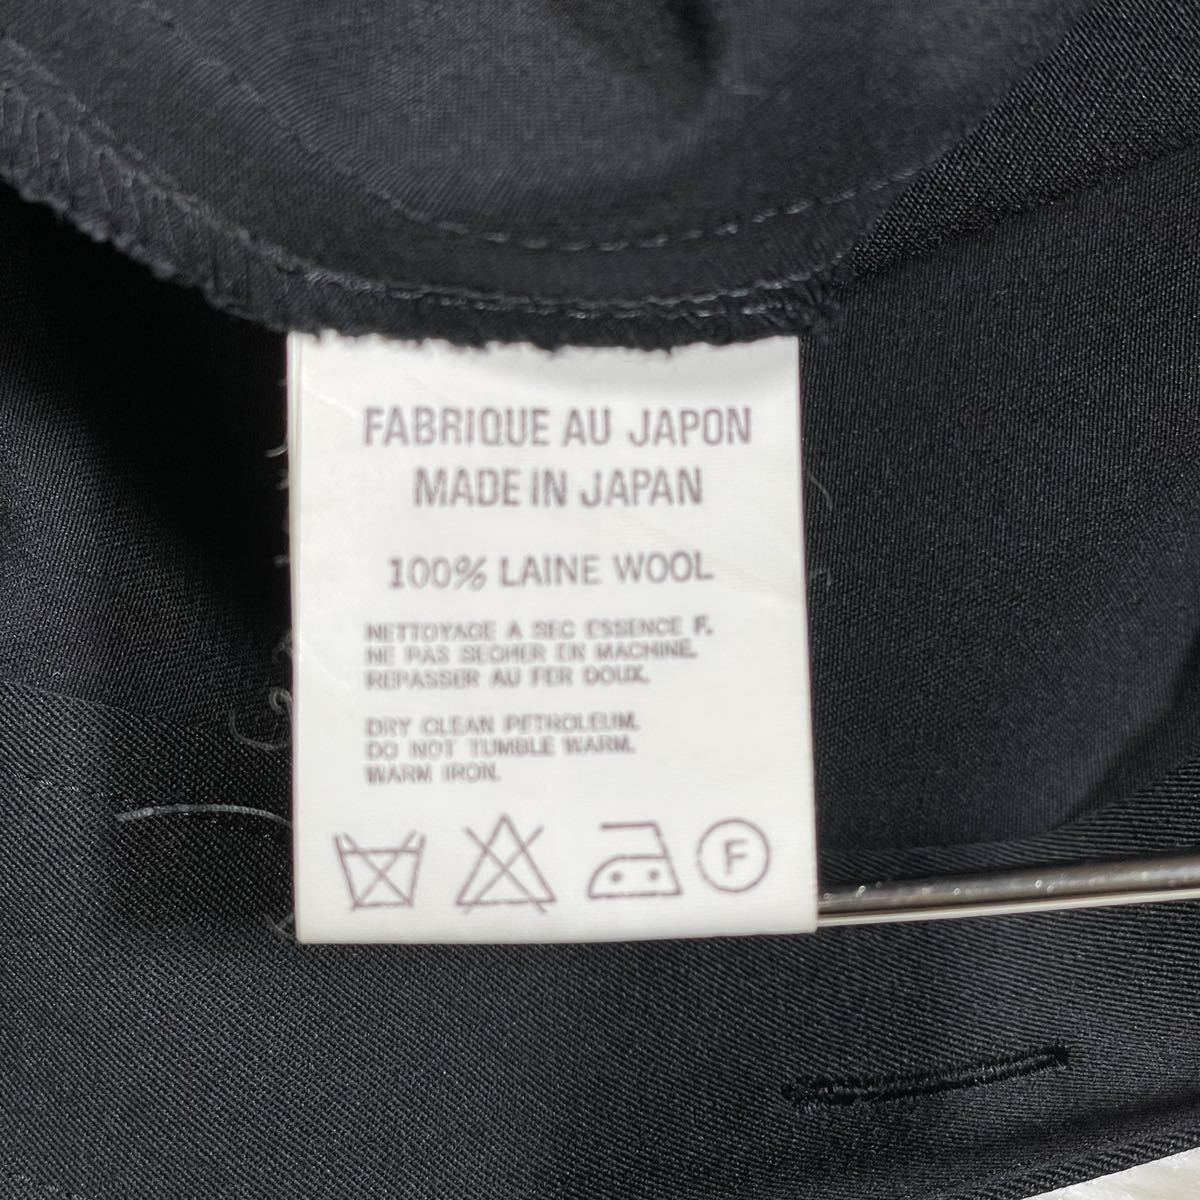 FABRIQUE AU JAPON
MADE IN JAPAN
100% LAINE WOOL
NETTOYAGE A SEC ESSENCE F.
NE PAS SECHER EN MACHINE.
REPASSER AU FER DOUX.
DRY CLEAN PETROLEUM.
DO NOT TUMBLE WARM.
WARM IRON.
F